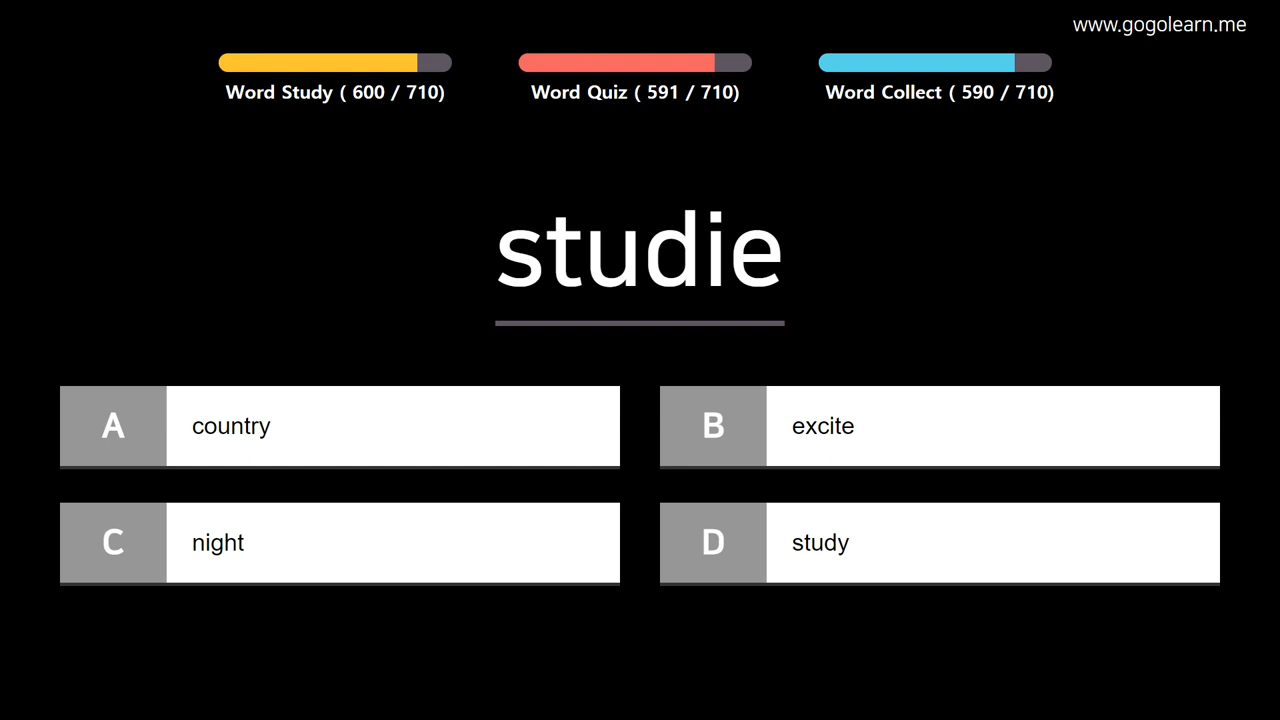 www.gogolearn.me
Word Study ( 600 / 710)
Word Quiz ( 591 / 710)
Word Collect ( 590 / 710)
studie
A country
B excite
C night
D study